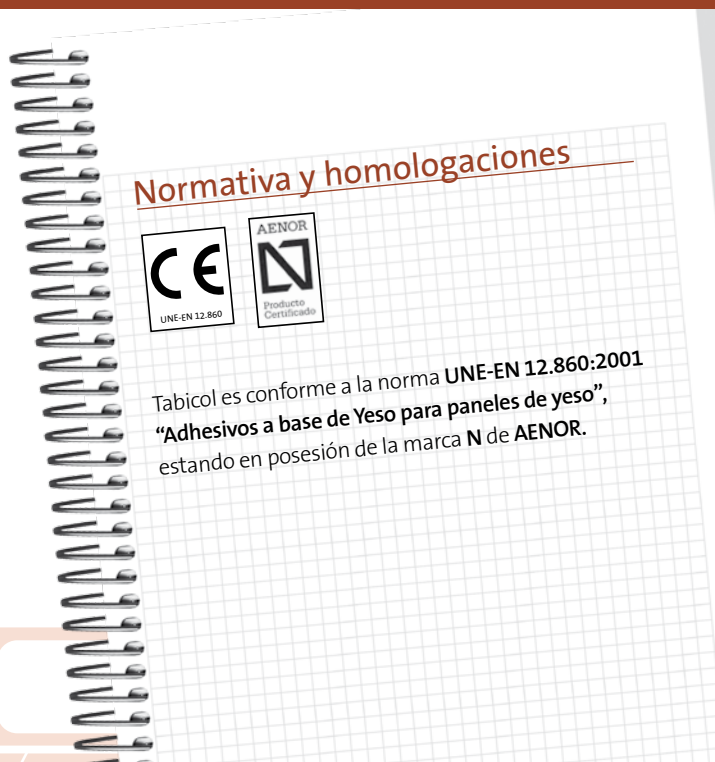 Normativa y homologaciones
CE
UNE-EN 12.860
AENOR
N
Producto
Certificado
Tabicol es conforme a la norma UNE-EN 12.860:2001
“Adhesivos a base de Yeso para paneles de yeso”,
estando en posesión de la marca N de AENOR.